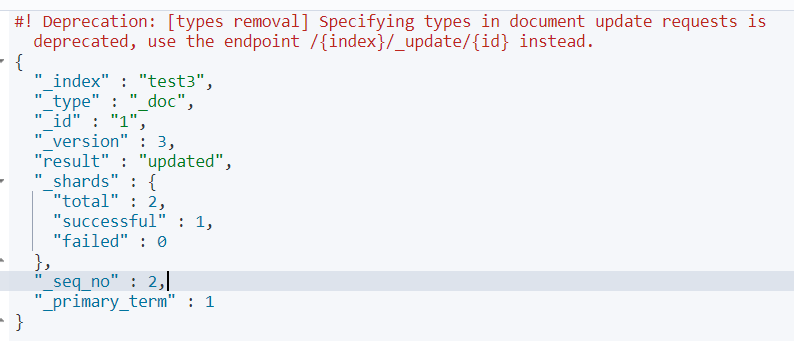 #! Deprecation: [types removal] Specifying types in document update requests is
deprecated, use the endpoint /{index}/_update/{id} instead.
{
  "_index" : "test3",
  "_type" : "_doc",
  "_id" : "1",
  "_version" : 3,
  "result" : "updated",
  "_shards" : {
    "total" : 2,
    "successful" : 1,
    "failed" : 0
  },
  "_seq_no" : 2,
  "_primary_term" : 1
}